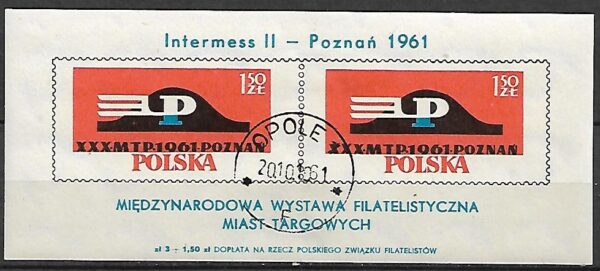 Intermess II – Poznań 1961
1,50 ZŁ
P
XXX·M·T·P·1961·POZNAŃ
POLSKA
1,50 ZŁ
P
XXX·M·T·P·1961·POZNAŃ
POLSKA
OPOLE
20.10.61
F
MIĘDZYNARODOWA WYSTAWA FILATELISTYCZNA
MIAST TARGOWYCH
zł 3 + 1,50 zł DOPŁATA NA RZECZ POLSKIEGO ZWIĄZKU FILATELISTÓW